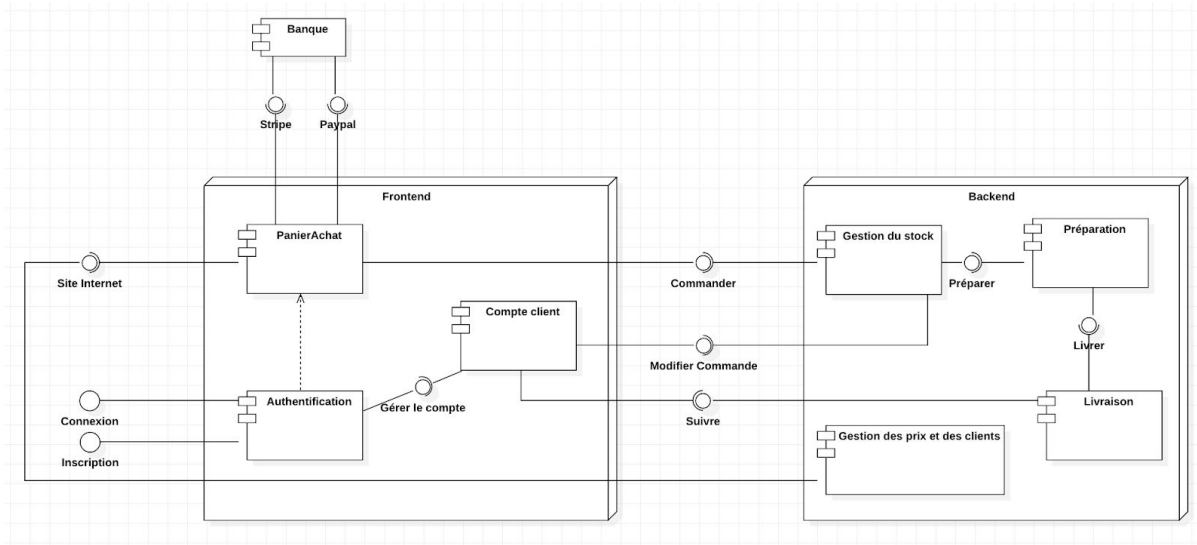 Banque
Stripe
Paypal
Frontend
Backend
PanierAchat
Gestion du stock
Préparation
Site Internet
Commander
Préparer
Compte client
Livrer
Modifier Commande
Authentification
Gérer le compte
Livraison
Connexion
Suivre
Gestion des prix et des clients
Inscription